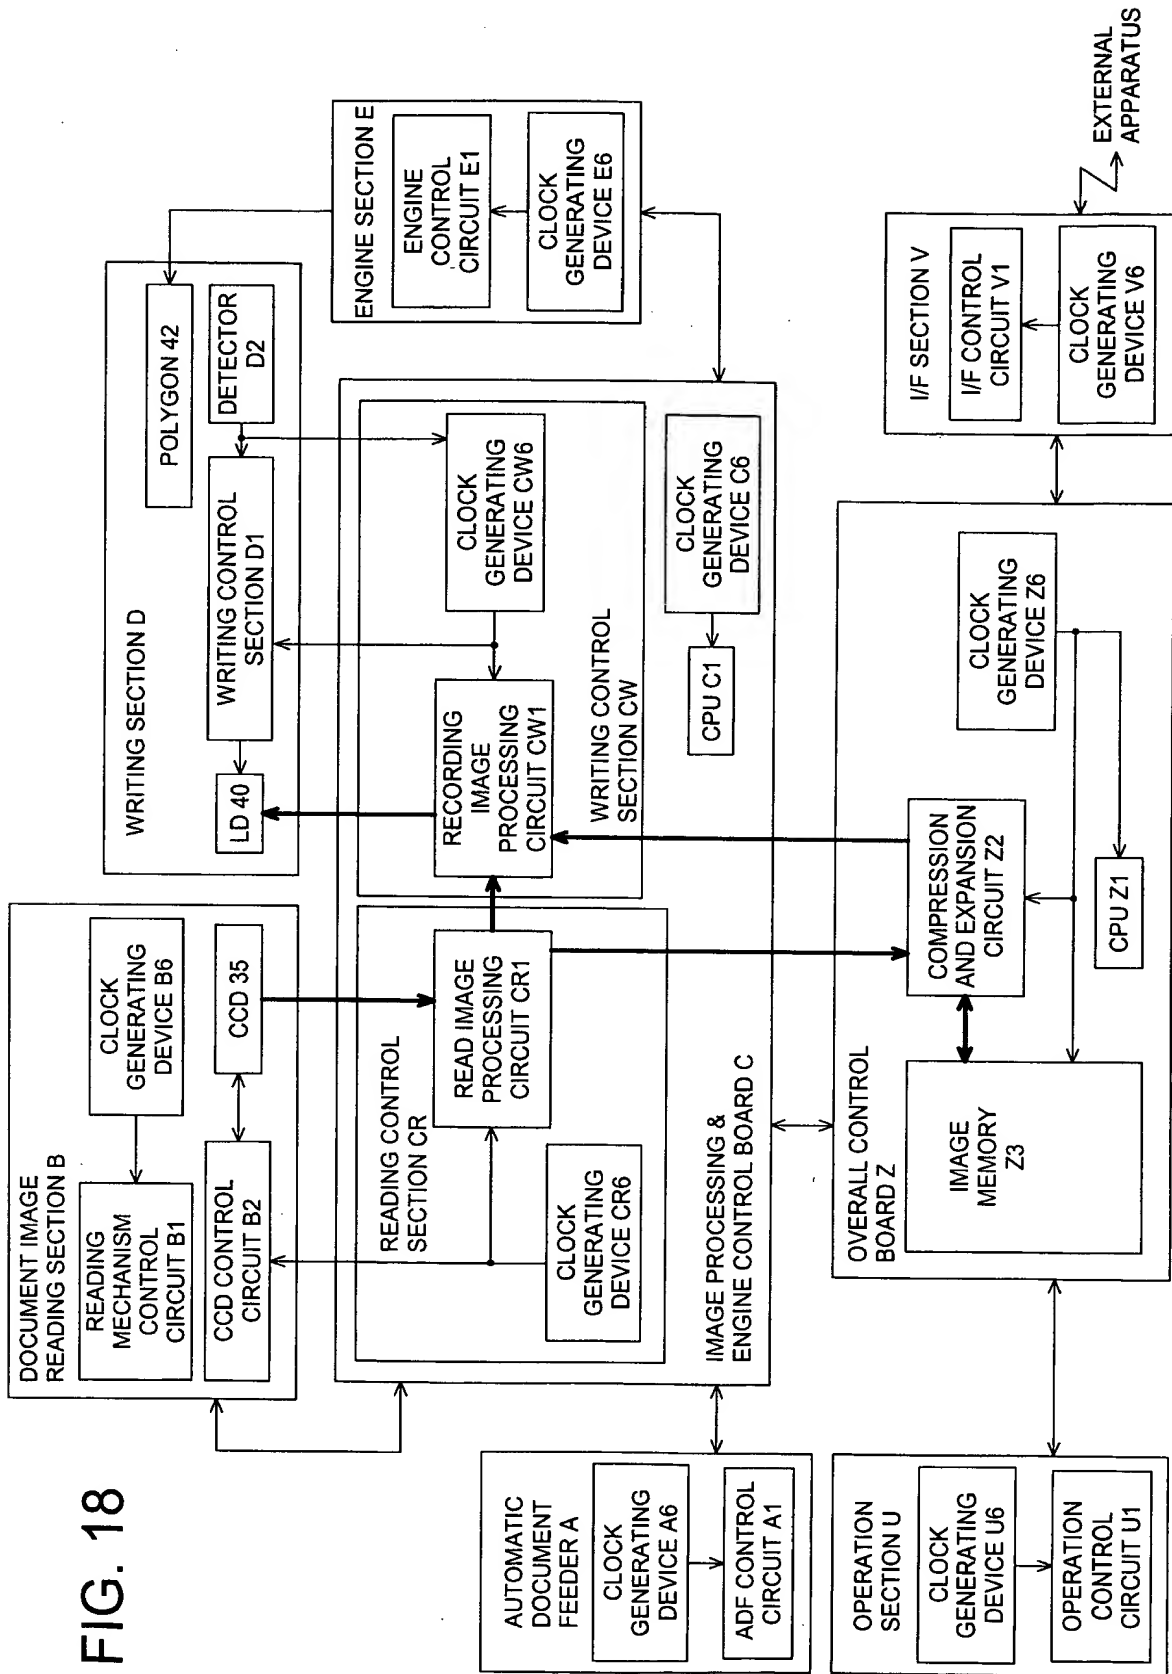 FIG. 18
DOCUMENT IMAGE
READING SECTION B
READING
MECHANISM
CONTROL
CIRCUIT B1
CLOCK
GENERATING
DEVICE B6
CCD CONTROL
CIRCUIT B2
CCD 35
WRITING SECTION D
POLYGON 42
LD 40
WRITING CONTROL
SECTION D1
DETECTOR
D2
ENGINE SECTION E
ENGINE
CONTROL
CIRCUIT E1
CLOCK
GENERATING
DEVICE E6
READING CONTROL
SECTION CR
READ IMAGE
PROCESSING
CIRCUIT CR1
CLOCK
GENERATING
DEVICE CR6
RECORDING
IMAGE
PROCESSING
CIRCUIT CW1
CLOCK
GENERATING
DEVICE CW6
WRITING CONTROL
SECTION CW
CPU C1
CLOCK
GENERATING
DEVICE C6
IMAGE PROCESSING &
ENGINE CONTROL BOARD C
AUTOMATIC
DOCUMENT
FEEDER A
CLOCK
GENERATING
DEVICE A6
ADF CONTROL
CIRCUIT A1
OPERATION
SECTION U
CLOCK
GENERATING
DEVICE U6
OPERATION
CONTROL
CIRCUIT U1
OVERALL CONTROL
BOARD Z
IMAGE
MEMORY
Z3
COMPRESSION
AND EXPANSION
CIRCUIT Z2
CLOCK
GENERATING
DEVICE Z6
CPU Z1
I/F SECTION V
I/F CONTROL
CIRCUIT V1
CLOCK
GENERATING
DEVICE V6
EXTERNAL
APPARATUS